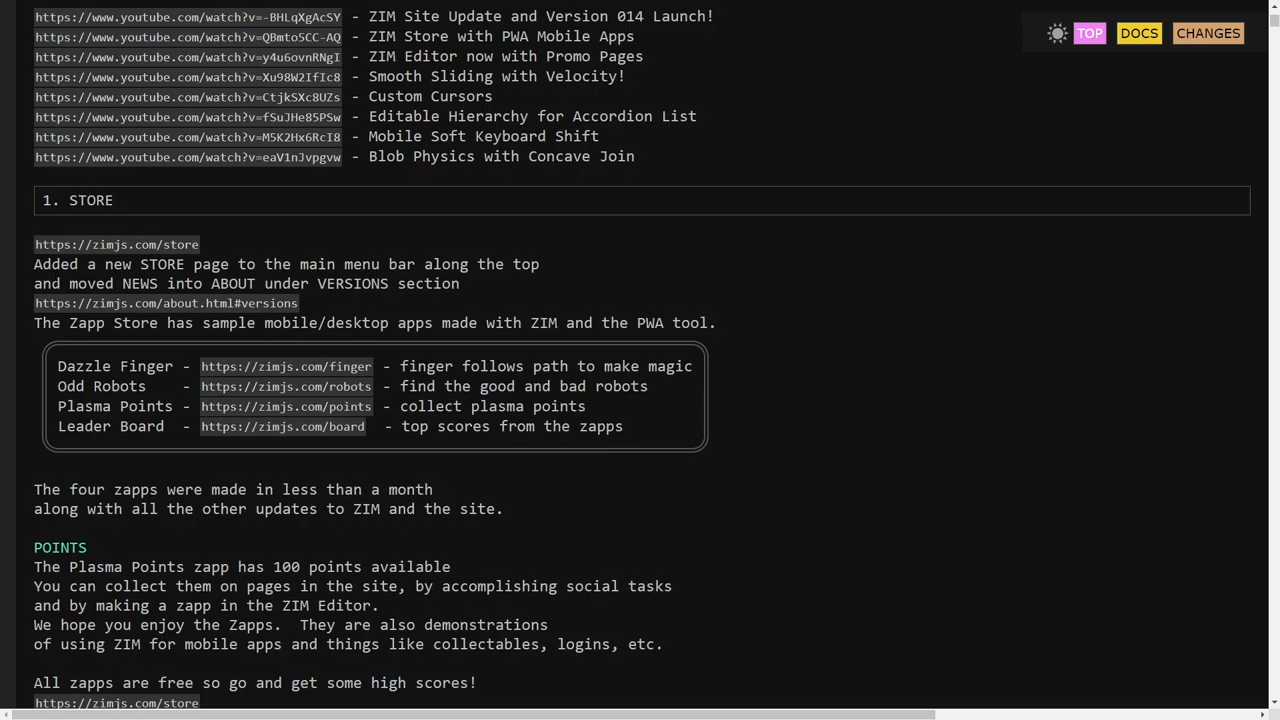 https://www.youtube.com/watch?v=-BHLqXgAcSY - ZIM Site Update and Version 014 Launch!
https://www.youtube.com/watch?v=QBmto5CC-AQ - ZIM Store with PWA Mobile Apps
https://www.youtube.com/watch?v=y4u6ovnRNgI - ZIM Editor now with Promo Pages
https://www.youtube.com/watch?v=Xu98W2IfIc8 - Smooth Sliding with Velocity!
https://www.youtube.com/watch?v=CtjkSXc8UZs - Custom Cursors
https://www.youtube.com/watch?v=fSuJHe85PSw - Editable Hierarchy for Accordion List
https://www.youtube.com/watch?v=M5K2Hx6RcI8 - Mobile Soft Keyboard Shift
https://www.youtube.com/watch?v=eaV1nJvpgvw - Blob Physics with Concave Join
TOP DOCS CHANGES
1. STORE
https://zimjs.com/store
Added a new STORE page to the main menu bar along the top
and moved NEWS into ABOUT under VERSIONS section
https://zimjs.com/about.html#versions
The Zapp Store has sample mobile/desktop apps made with ZIM and the PWA tool.
Dazzle Finger - https://zimjs.com/finger - finger follows path to make magic
Odd Robots - https://zimjs.com/robots - find the good and bad robots
Plasma Points - https://zimjs.com/points - collect plasma points
Leader Board - https://zimjs.com/board - top scores from the zapps
The four zapps were made in less than a month
along with all the other updates to ZIM and the site.
POINTS
The Plasma Points zapp has 100 points available
You can collect them on pages in the site, by accomplishing social tasks
and by making a zapp in the ZIM Editor.
We hope you enjoy the Zapps. They are also demonstrations
of using ZIM for mobile apps and things like collectables, logins, etc.
All zapps are free so go and get some high scores!
https://zimjs.com/store